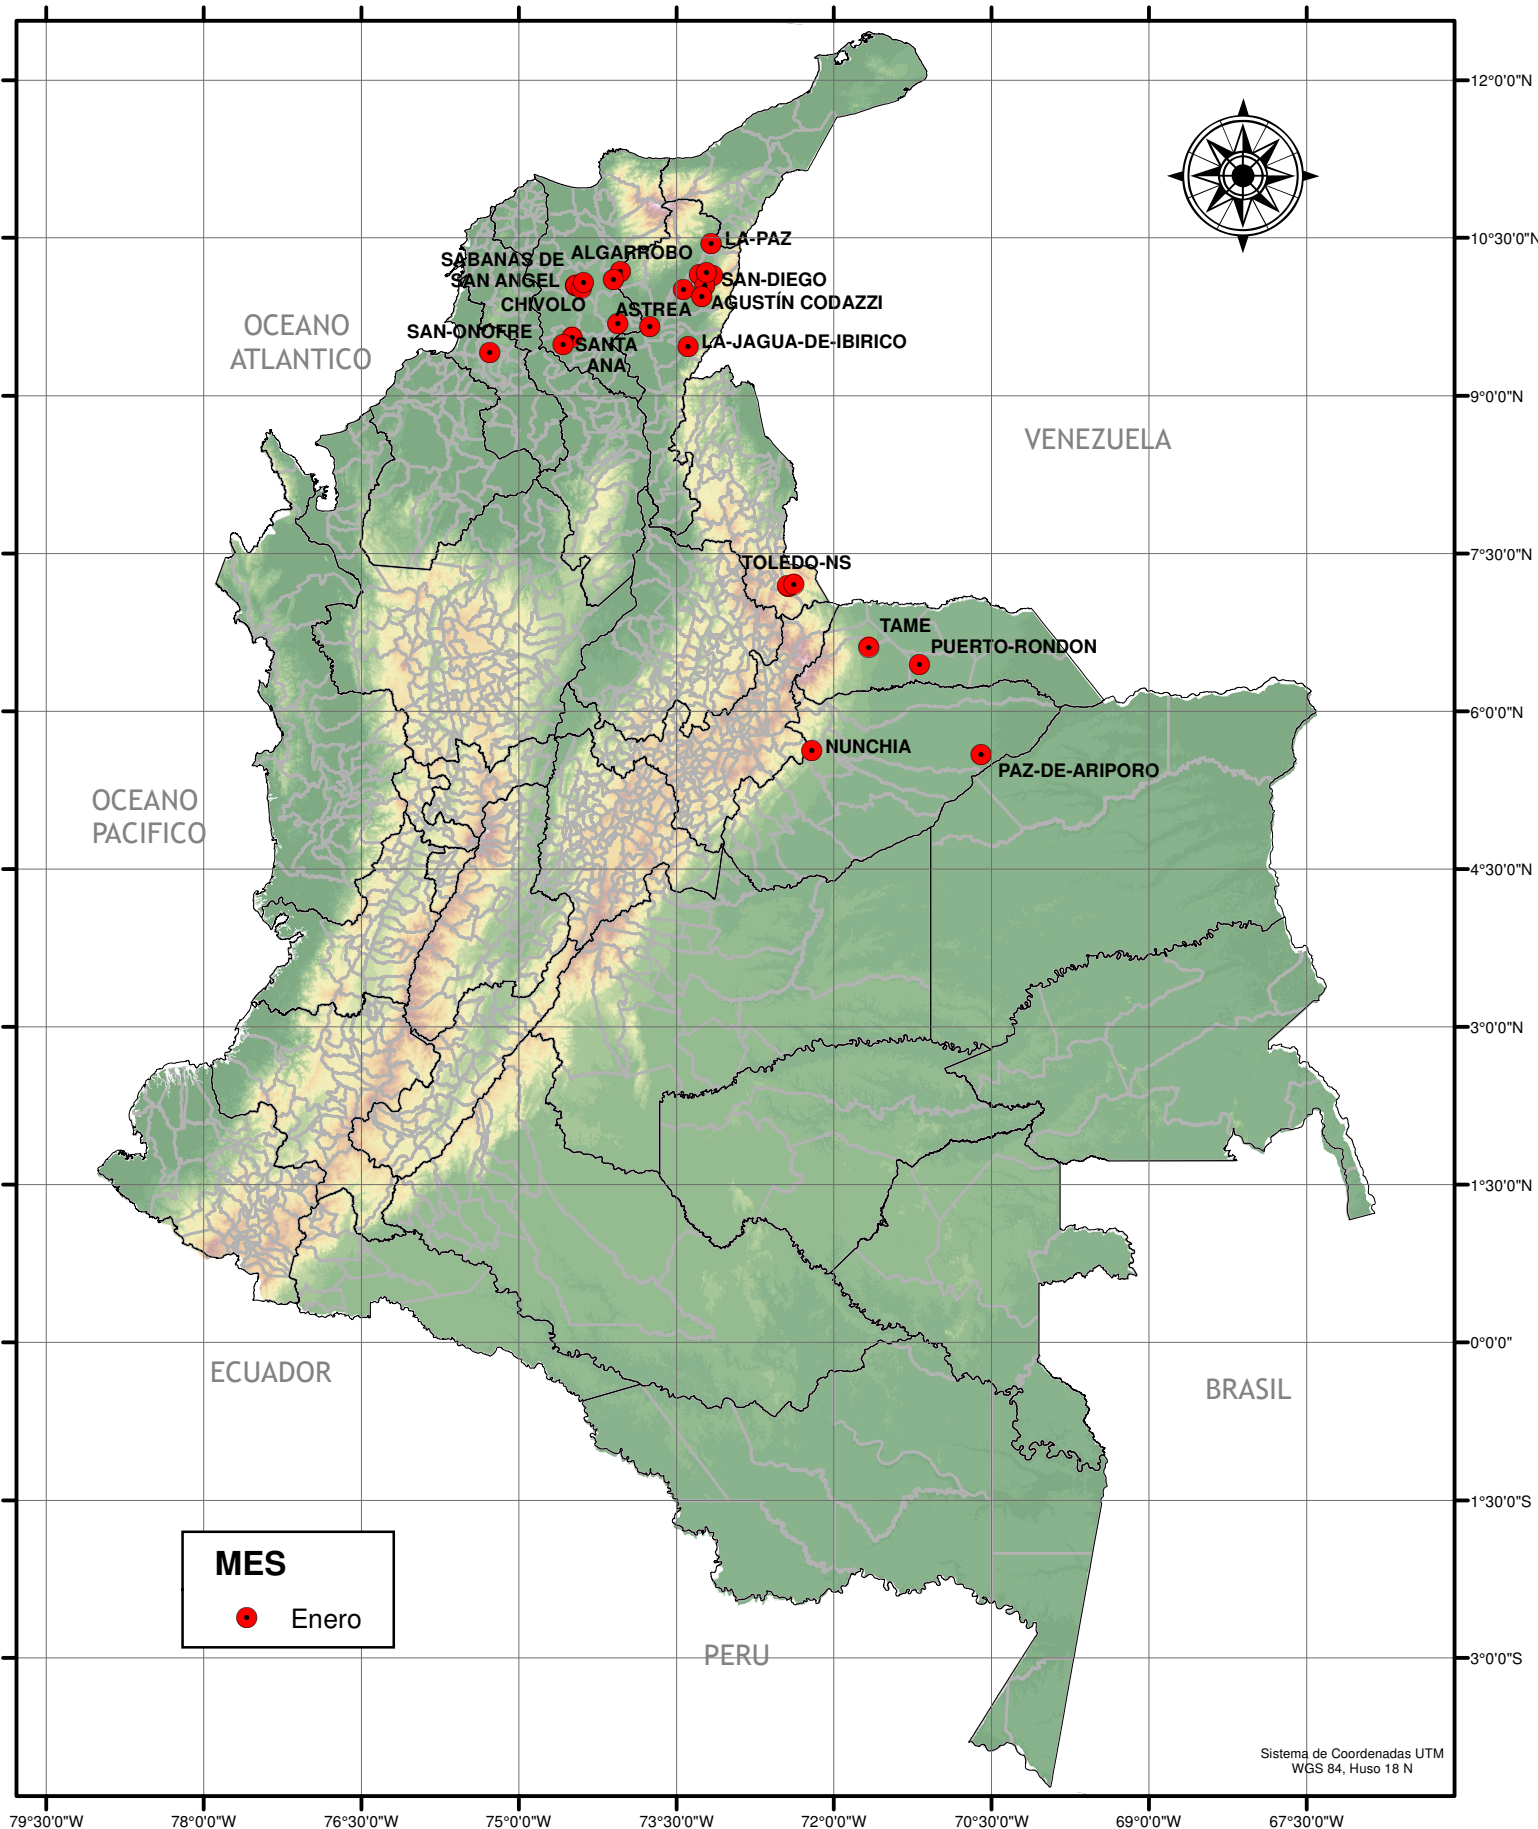 12°0'0"N
10°30'0"N
LA-PAZ
ALGARROBO
SABANAS DE
SAN ANGEL
SAN-DIEGO
CHIVOLO
AGUSTÍN CODAZZI
ASTREA
OCEANO
ATLANTICO
SAN-ONOFRE
SANTA
ANA
LA-JAGUA-DE-IBIRICO
9°0'0"N
VENEZUELA
7°30'0"N
TOLEDO-NS
TAME
PUERTO-RONDON
6°0'0"N
NUNCHIA
PAZ-DE-ARIPORO
OCEANO
PACIFICO
4°30'0"N
3°0'0"N
1°30'0"N
0°0'0"
ECUADOR
BRASIL
1°30'0"S
MES
Enero
PERU
3°0'0"S
Sistema de Coordenadas UTM
WGS 84, Huso 18 N
79°30'0"W 78°0'0"W 76°30'0"W 75°0'0"W 73°30'0"W 72°0'0"W 70°30'0"W 69°0'0"W 67°30'0"W